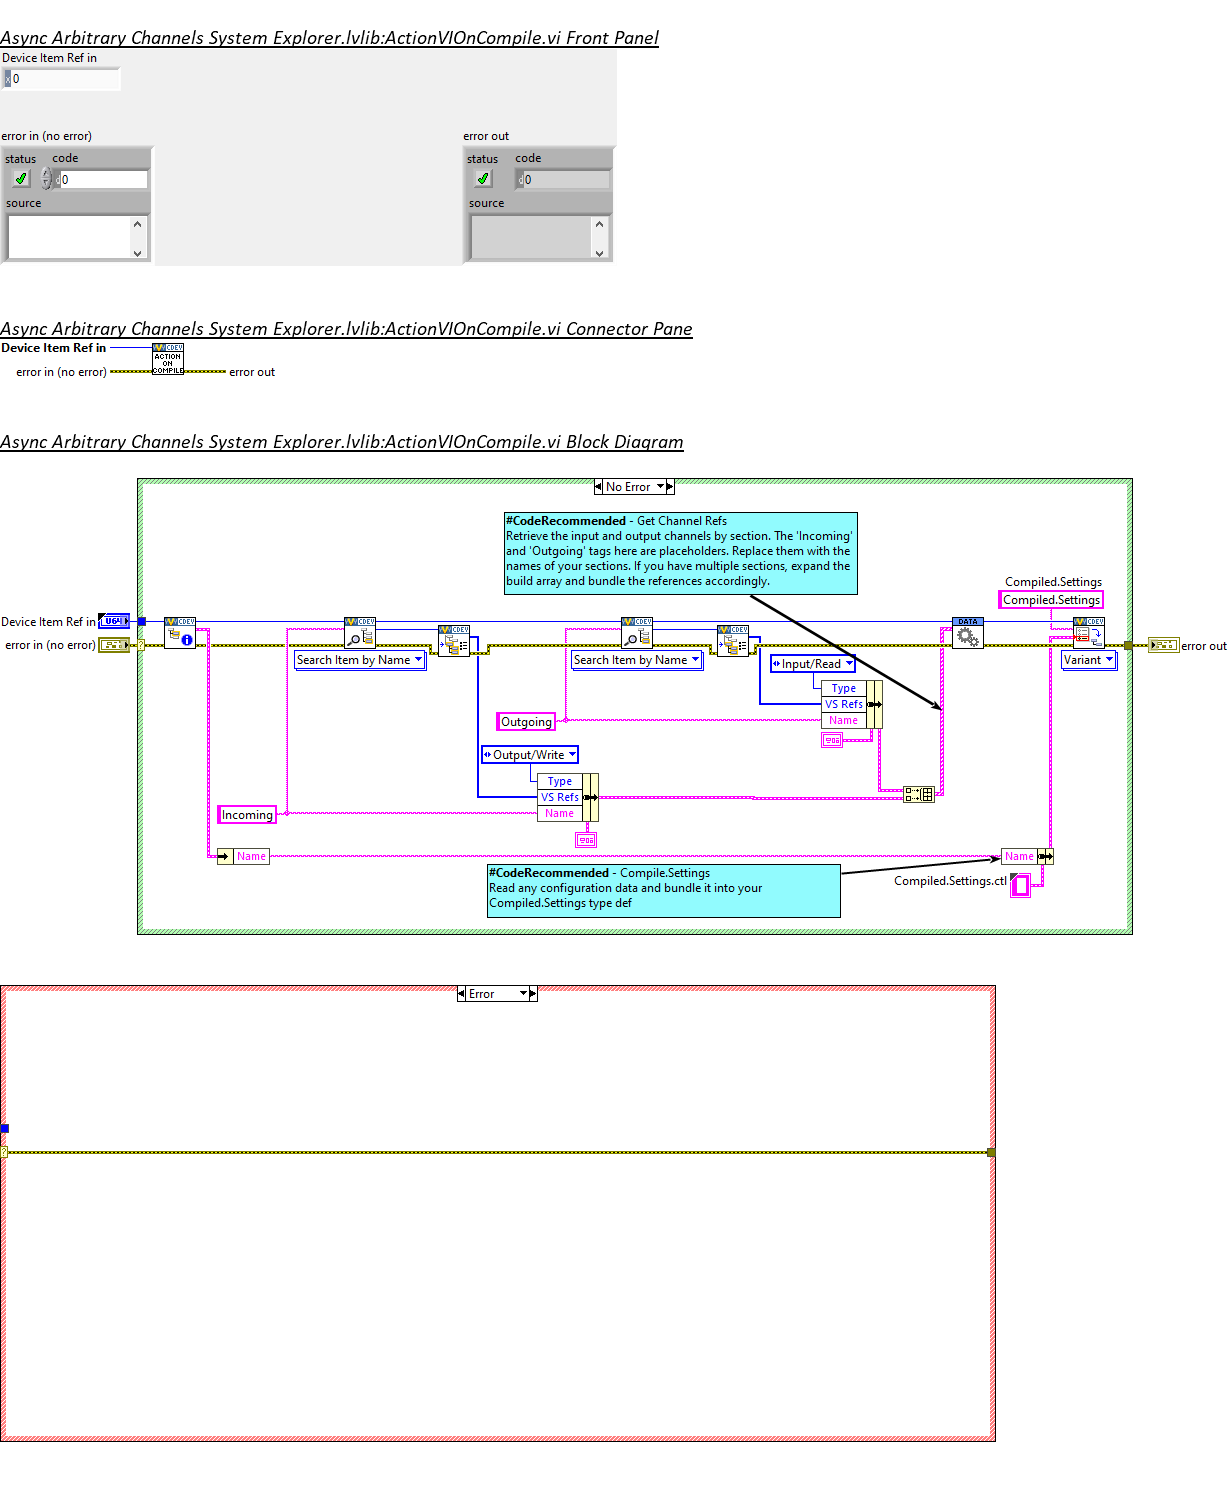 Async Arbitrary Channels System Explorer.lvlib:ActionVIOnCompile.vi Front Panel
Device Item Ref in
x 0
error in (no error)
error out
status code
d 0
source
status code
d 0
source
Async Arbitrary Channels System Explorer.lvlib:ActionVIOnCompile.vi Connector Pane
Device Item Ref in
CDEV
ACTION
ON
COMPILE
error in (no error)
error out
Async Arbitrary Channels System Explorer.lvlib:ActionVIOnCompile.vi Block Diagram
No Error
#CodeRecommended - Get Channel Refs
Retrieve the input and output channels by section. The 'Incoming'
and 'Outgoing' tags here are placeholders. Replace them with the
names of your sections. If you have multiple sections, expand the
build array and bundle the references accordingly.
Compiled.Settings
Compiled.Settings
Device Item Ref in
U64
CDEV
CDEV
CDEV
CDEV
CDEV
DATA
CDEV
error in (no error)
?
error out
Search Item by Name
Search Item by Name
Input/Read
Variant
Type
VS Refs
Name
Outgoing
Output/Write
Type
VS Refs
Name
Incoming
Name
Name
#CodeRecommended - Compile.Settings
Read any configuration data and bundle it into your
Compiled.Settings type def
Compiled.Settings.ctl
Error
?